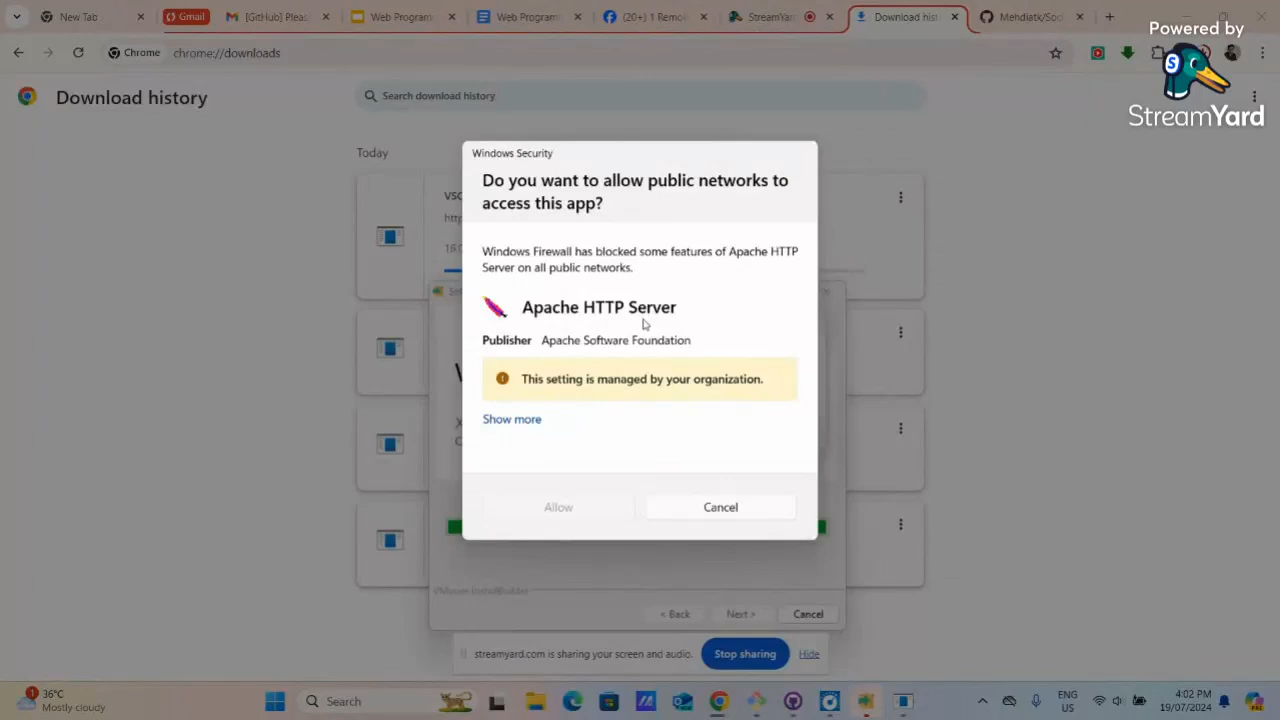 New Tab
Gmail
[GitHub] Pleas
Web Program
Web Program
(20+) 1 Remo
StreamYar
Download hist
Mehdiatk/Soc
Powered by
StreamYard
Chrome
chrome://downloads
Download history
Search download history
Today
Windows Security
Do you want to allow public networks to
access this app?
Windows Firewall has blocked some features of Apache HTTP
Server on all public networks.
Apache HTTP Server
Publisher Apache Software Foundation
This setting is managed by your organization.
Show more
Allow
Cancel
< Back
Next >
Cancel
streamyard.com is sharing your screen and audio.
Stop sharing
Hide
1
36°C
Mostly cloudy
Search
ENG
US
4:02 PM
19/07/2024